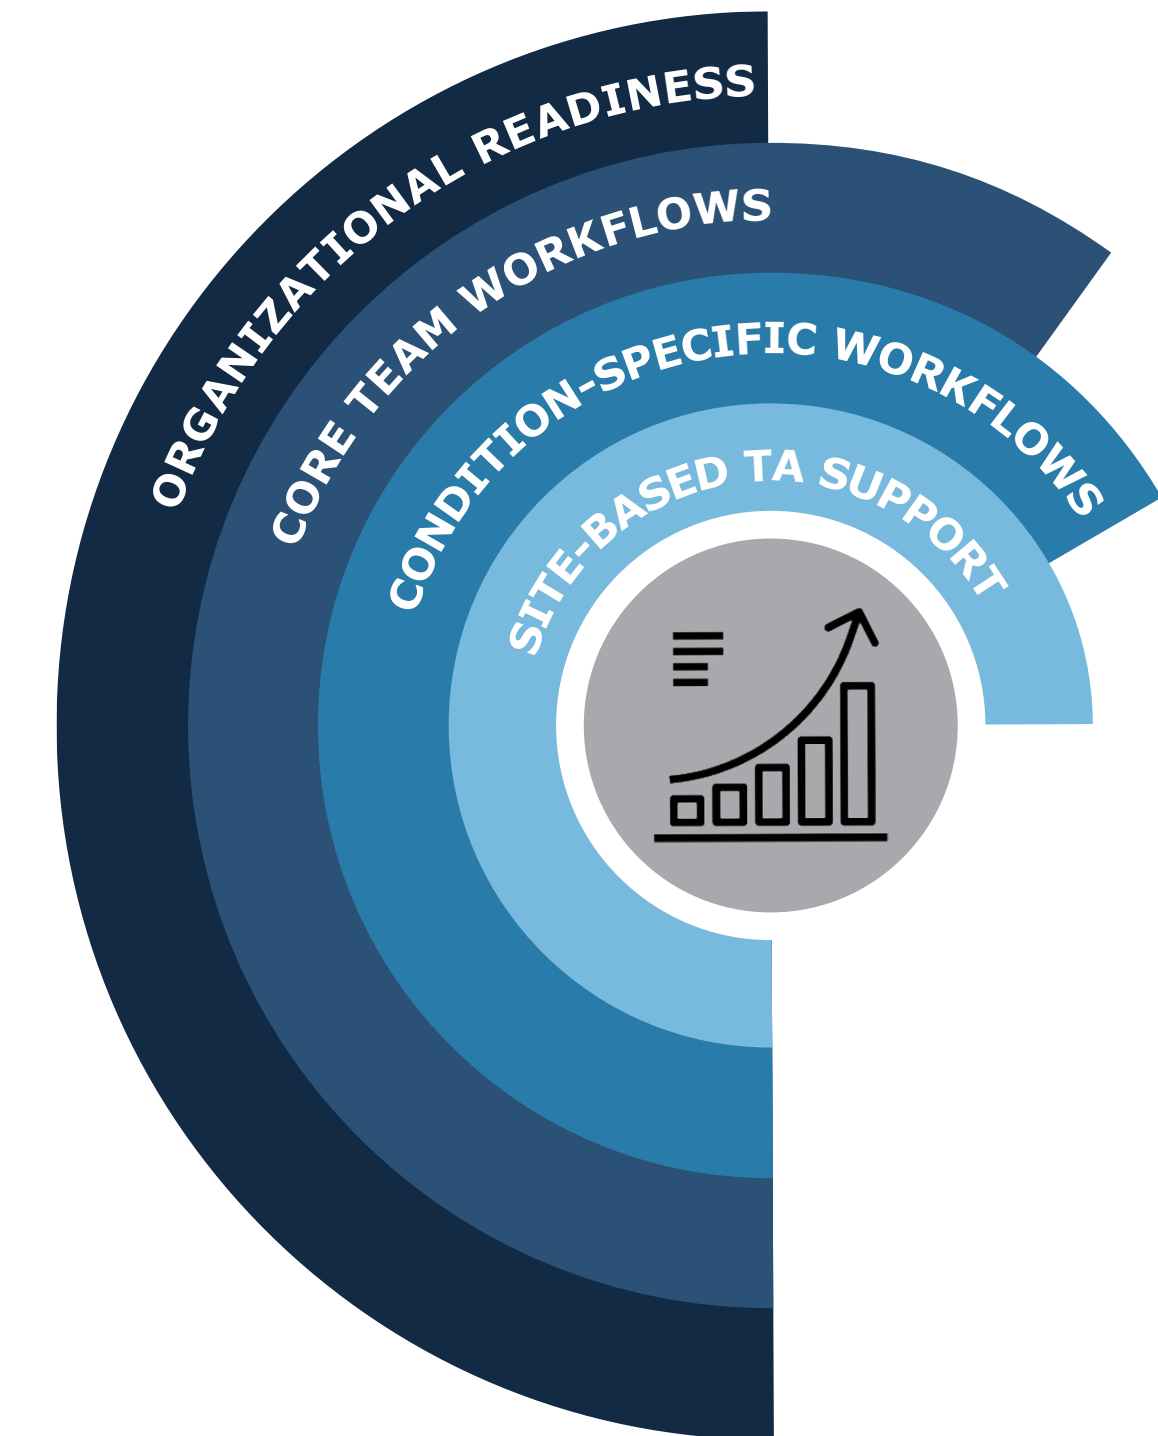 ORGANIZATIONAL READINESS
CORE TEAM WORKFLOWS
CONDITION-SPECIFIC WORKFLOWS
SITE-BASED TA SUPPORT